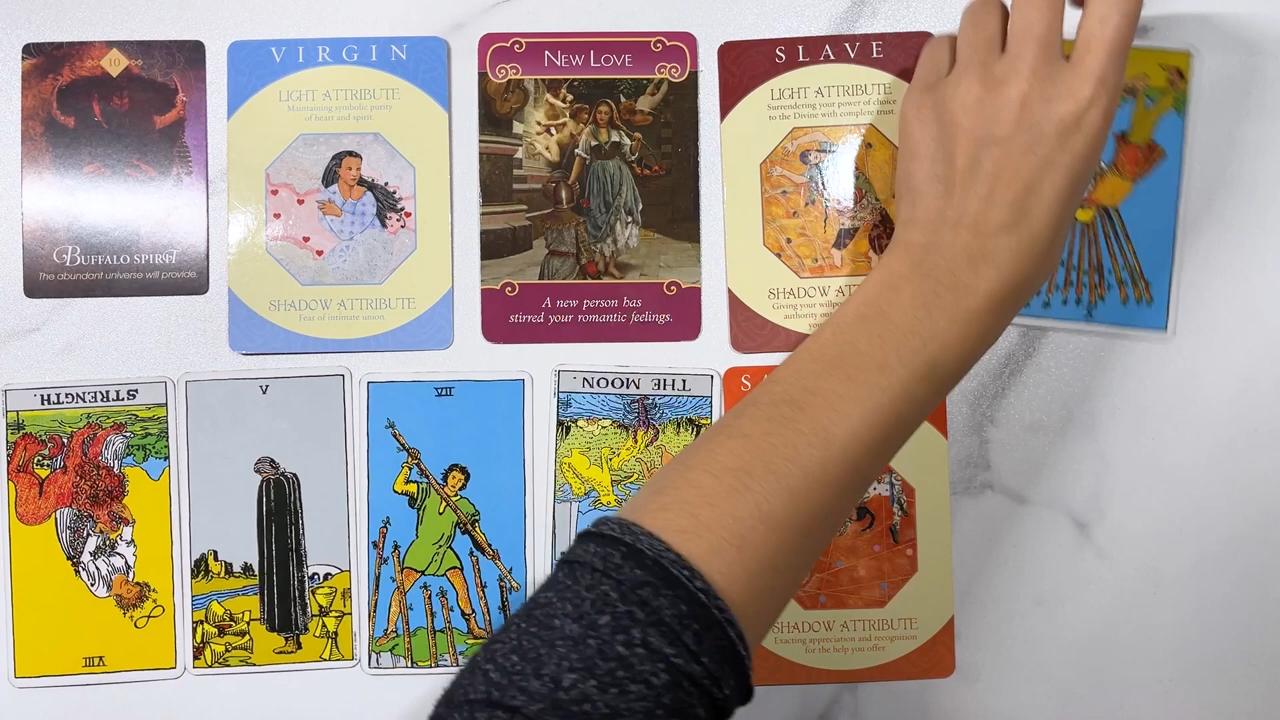 10
BUFFALO SPIRIT
The abundant universe will provide.
VIRGIN
LIGHT ATTRIBUTE
Maintaining symbolic purity
of heart and spirit.
SHADOW ATTRIBUTE
Fear of intimate union.
NEW LOVE
A new person has
stirred your romantic feelings.
SLAVE
LIGHT ATTRIBUTE
Surrendering your power of choice
to the Divine with complete trust.
SHADOW
Giving your
authority
STRENGTH.
VIII
V
VII
THE MOON.
SHADOW ATTRIBUTE
Exacting appreciation and recognition
for the help you offer